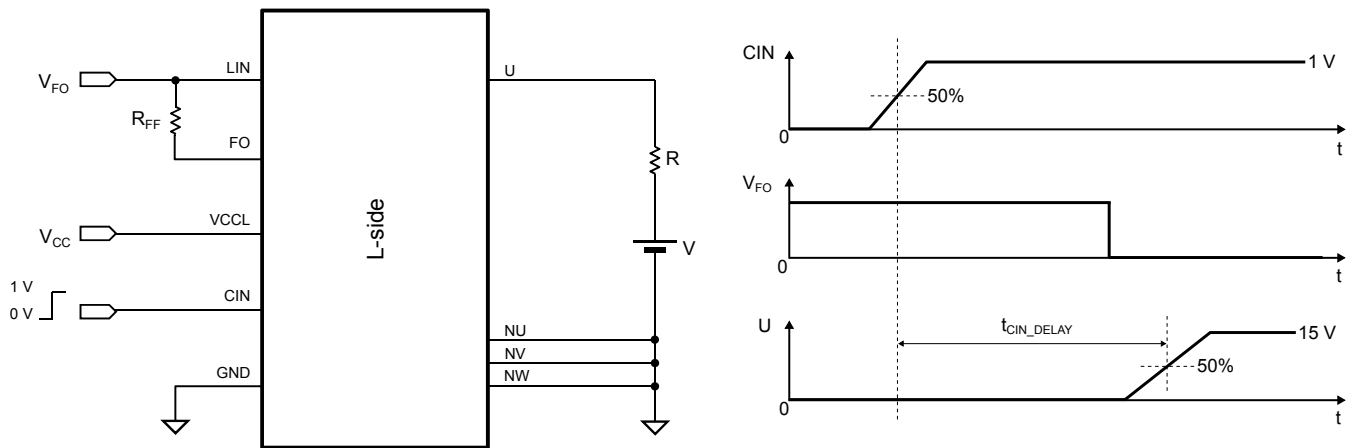 V_FO
LIN
R_FF
FO
V_CC
VCCL
1 V
0 V
CIN
GND
L-side
U
R
V
NU
NV
NW
CIN
1 V
50%
0
t
V_FO
0
t
U
t_CIN_DELAY
15 V
50%
0
t